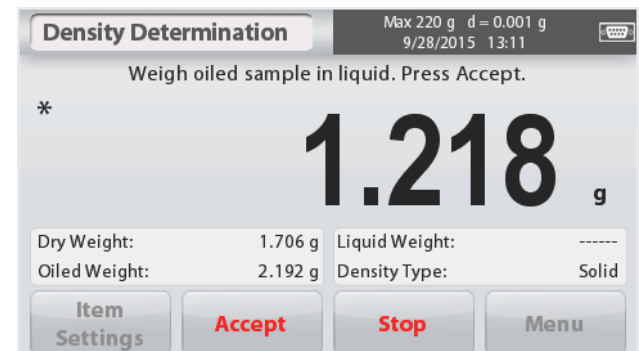 Density Determination
Max 220 g d = 0.001 g
9/28/2015 13:11
Weigh oiled sample in liquid. Press Accept.
*
1.218 g
Dry Weight: 1.706 g Liquid Weight: ------
Oiled Weight: 2.192 g Density Type: Solid
Item Settings
Accept
Stop
Menu